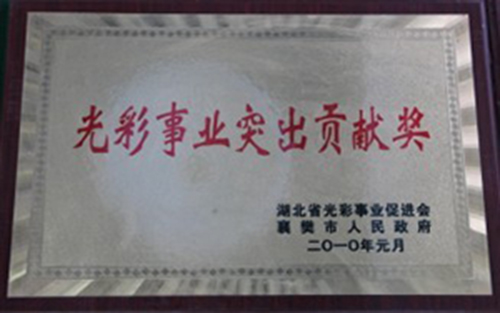 光彩事业突出贡献奖
湖北省光彩事业促进会
襄樊市人民政府
二〇一〇年元月